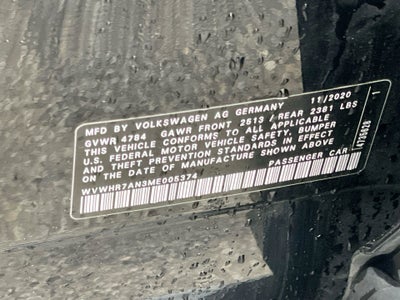 MFD BY VOLKSWAGEN AG GERMANY 11/2020
GVWR 4784 GAWR FRONT 2513 / REAR 2381 LBS
THIS VEHICLE CONFORMS TO ALL APPLICABLE
U.S. FEDERAL MOTOR VEHICLE SAFETY, BUMPER
AND THEFT PREVENTION STANDARDS IN EFFECT
ON THE DATE OF MANUFACTURE SHOWN ABOVE
WVWHR7AN3ME005374 PASSENGER CAR
1